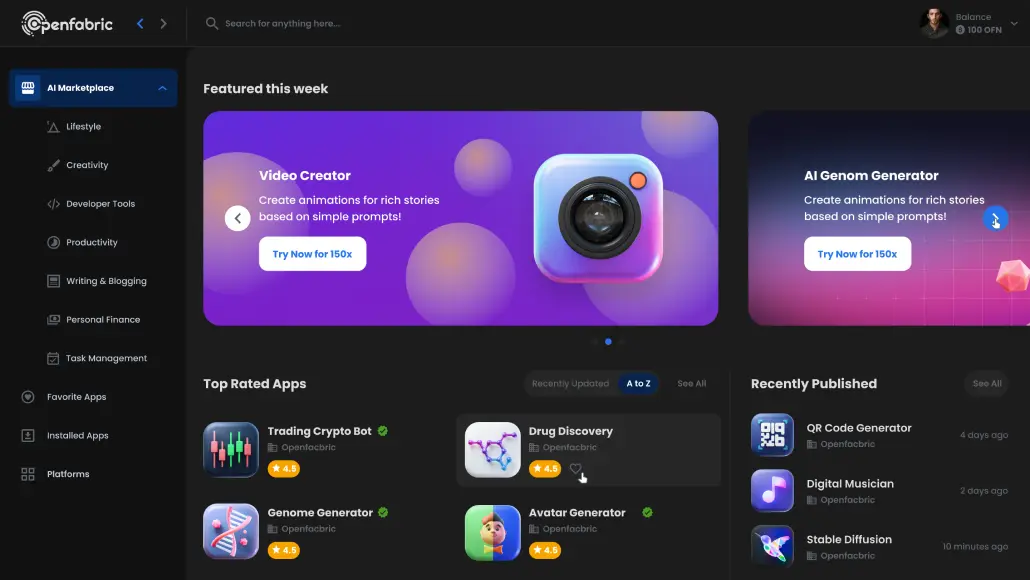 Openfabric
Search for anything here...
Balance
100 OFN
AI Marketplace
Lifestyle
Creativity
Developer Tools
Productivity
Writing & Blogging
Personal Finance
Task Management
Favorite Apps
Installed Apps
Platforms
Featured this week
Video Creator
Create animations for rich stories
based on simple prompts!
Try Now for 150x
AI Genom Generator
Create animations for rich stories
based on simple prompts!
Try Now for 150x
Top Rated Apps
Recently Updated
A to Z
See All
Trading Crypto Bot
Openfacbric
4.5
Drug Discovery
Openfacbric
4.5
Genome Generator
Openfacbric
4.5
Avatar Generator
Openfacbric
4.5
Recently Published
See All
QR Code Generator
Openfacbric
4 days ago
Digital Musician
Openfacbric
2 days ago
Stable Diffusion
Openfacbric
10 minutes ago